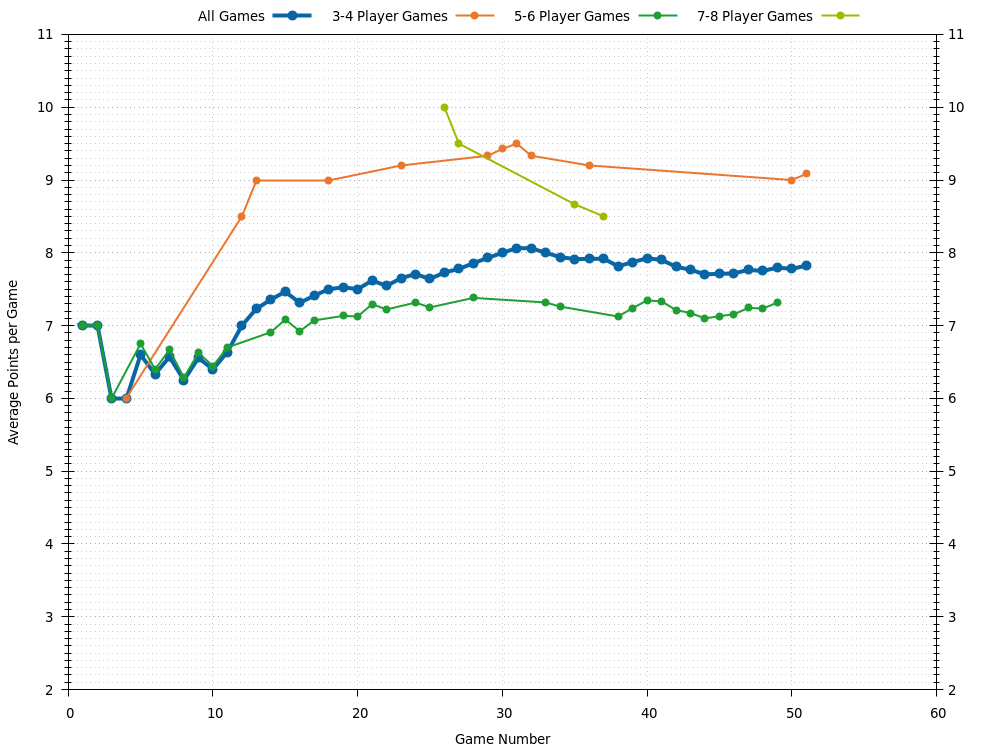 All Games 3-4 Player Games 5-6 Player Games 7-8 Player Games
11 11
10 10
9 9
8 8
7 7
6 6
5 5
4 4
3 3
2 2
Average Points per Game
0 10 20 30 40 50 60
Game Number